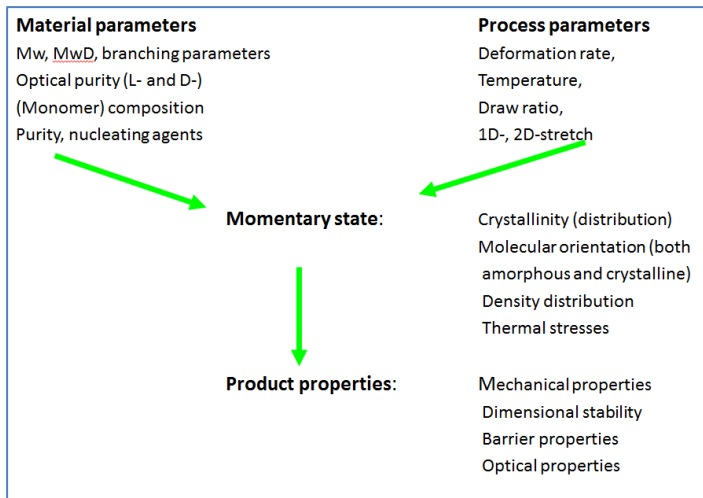 Material parameters
Mw, MwD, branching parameters
Optical purity (L- and D-)
(Monomer) composition
Purity, nucleating agents
Process parameters
Deformation rate,
Temperature,
Draw ratio,
1D-, 2D-stretch
Momentary state:
Crystallinity (distribution)
Molecular orientation (both
amorphous and crystalline)
Density distribution
Thermal stresses
Product properties:
Mechanical properties
Dimensional stability
Barrier properties
Optical properties